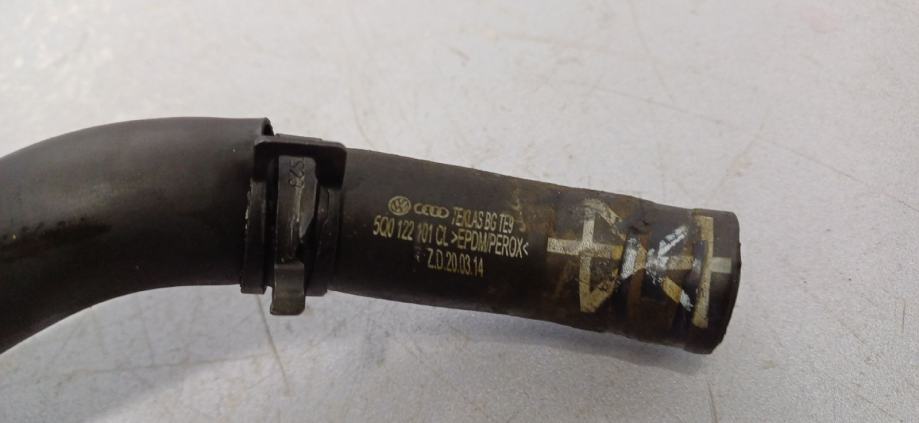 TEKLAS BG TE9
5Q0 122 101 CL >EPDM/PEROX<
Z.D.20.03.14